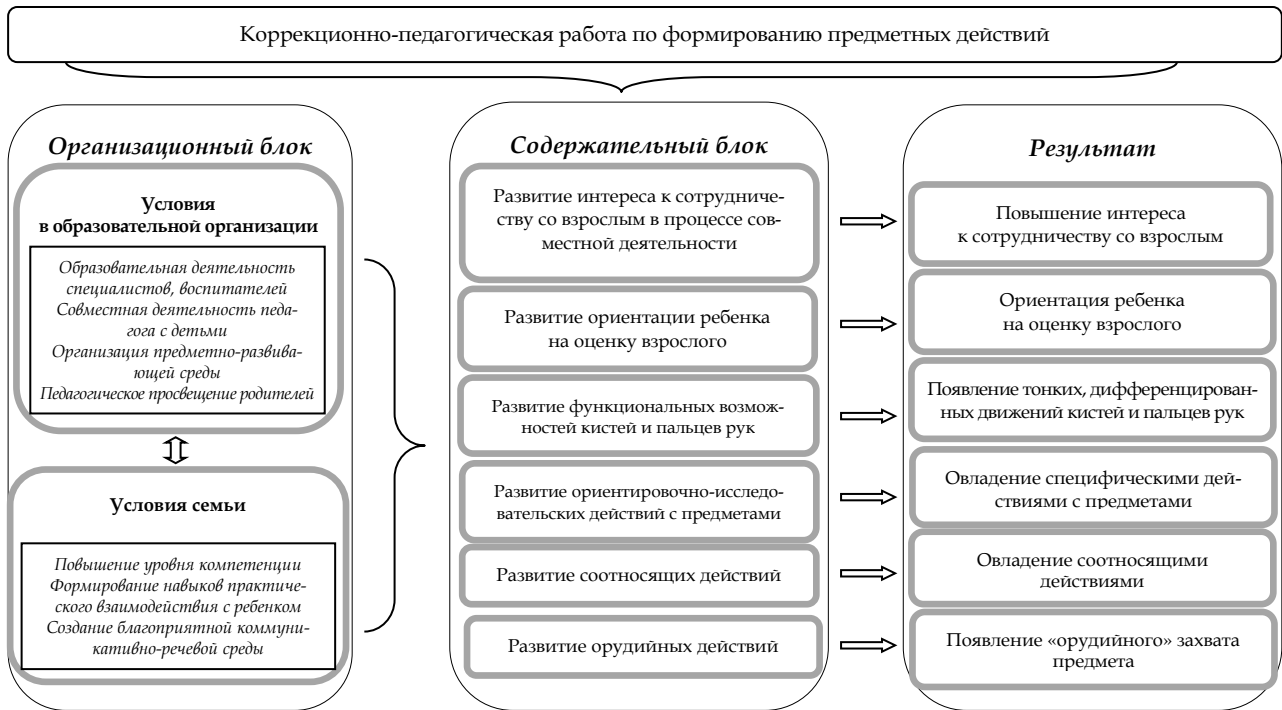 Коррекционно-педагогическая работа по формированию предметных действий
Организационный блок
Условия
в образовательной организации
Образовательная деятельность
специалистов, воспитателей
Совместная деятельность педа-
гога с детьми
Организация предметно-развива-
ющей среды
Педагогическое просвещение родителей
Условия семьи
Повышение уровня компетенции
Формирование навыков практиче-
ского взаимодействия с ребенком
Создание благоприятной коммуни-
кативно-речевой среды
Содержательный блок
Развитие интереса к сотрудниче-
ству со взрослым в процессе сов-
местной деятельности
Развитие ориентации ребенка
на оценку взрослого
Развитие функциональных возмож-
ностей кистей и пальцев рук
Развитие ориентировочно-исследо-
вательских действий с предметами
Развитие соотносящих действий
Развитие орудийных действий
Результат
Повышение интереса
к сотрудничеству со взрослым
Ориентация ребенка
на оценку взрослого
Появление тонких, дифференцирован-
ных движений кистей и пальцев рук
Овладение специфическими дей-
ствиями с предметами
Овладение соотносящими
действиями
Появление «орудийного» захвата
предмета